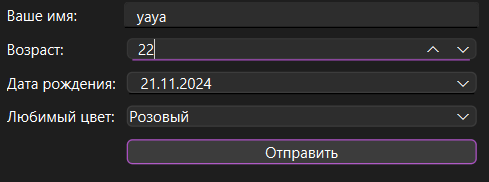 Ваше имя: yaya
Возраст: 22
Дата рождения: 21.11.2024
Любимый цвет: Розовый
Отправить